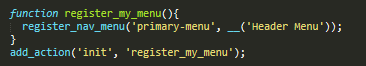 function register_my_menu(){
  register_nav_menu('primary-menu', __('Header Menu'));
}
add_action('init', 'register_my_menu');